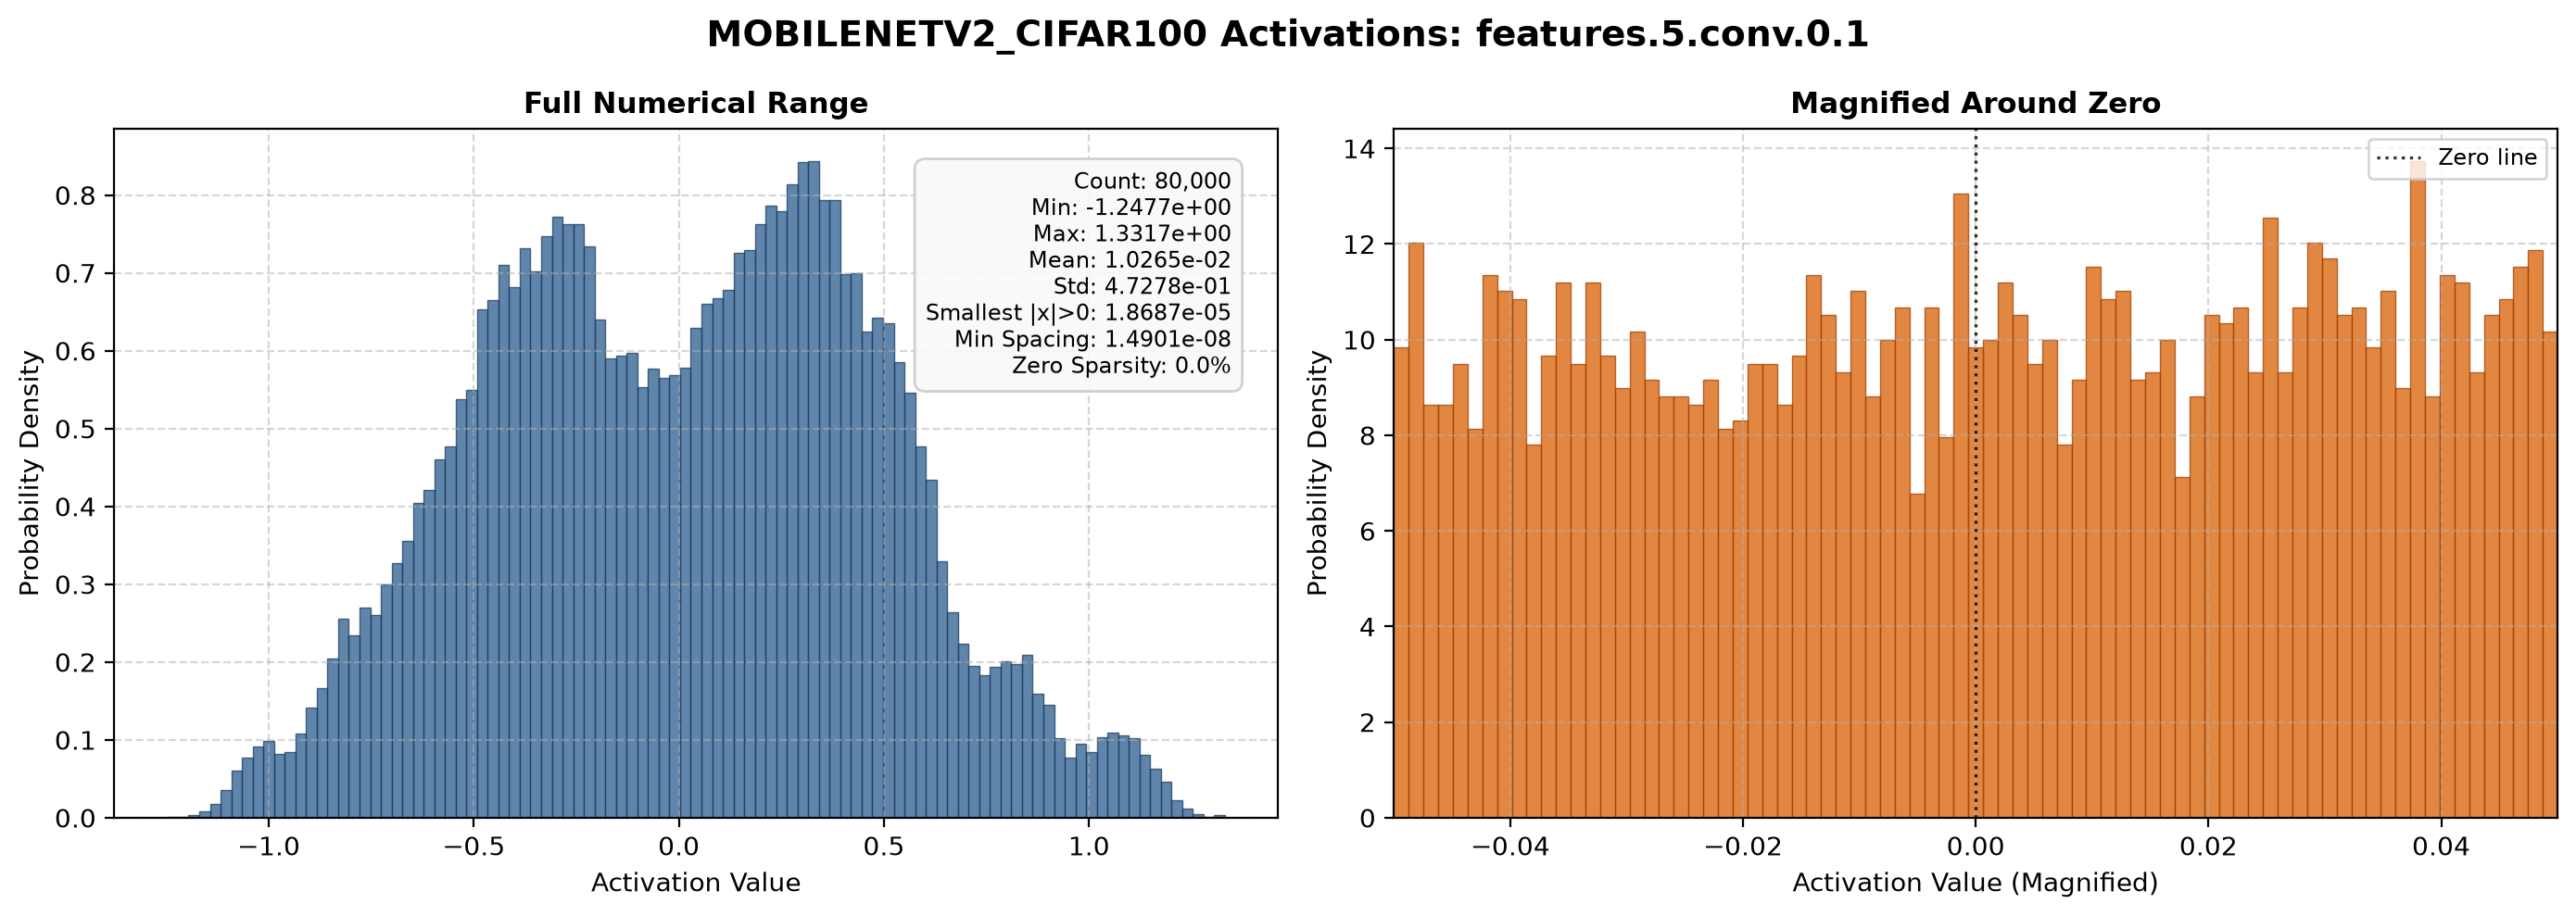 MOBILENETV2_CIFAR100 Activations: features.5.conv.0.1
Full Numerical Range
Probability Density
0.8
0.7
0.6
0.5
0.4
0.3
0.2
0.1
0.0
−1.0
−0.5
0.0
0.5
1.0
Activation Value
Count: 80,000
Min: -1.2477e+00
Max: 1.3317e+00
Mean: 1.0265e-02
Std: 4.7278e-01
Smallest |x|>0: 1.8687e-05
Min Spacing: 1.4901e-08
Zero Sparsity: 0.0%
Magnified Around Zero
Probability Density
14
12
10
8
6
4
2
0
−0.04
−0.02
0.00
0.02
0.04
Activation Value (Magnified)
Zero line